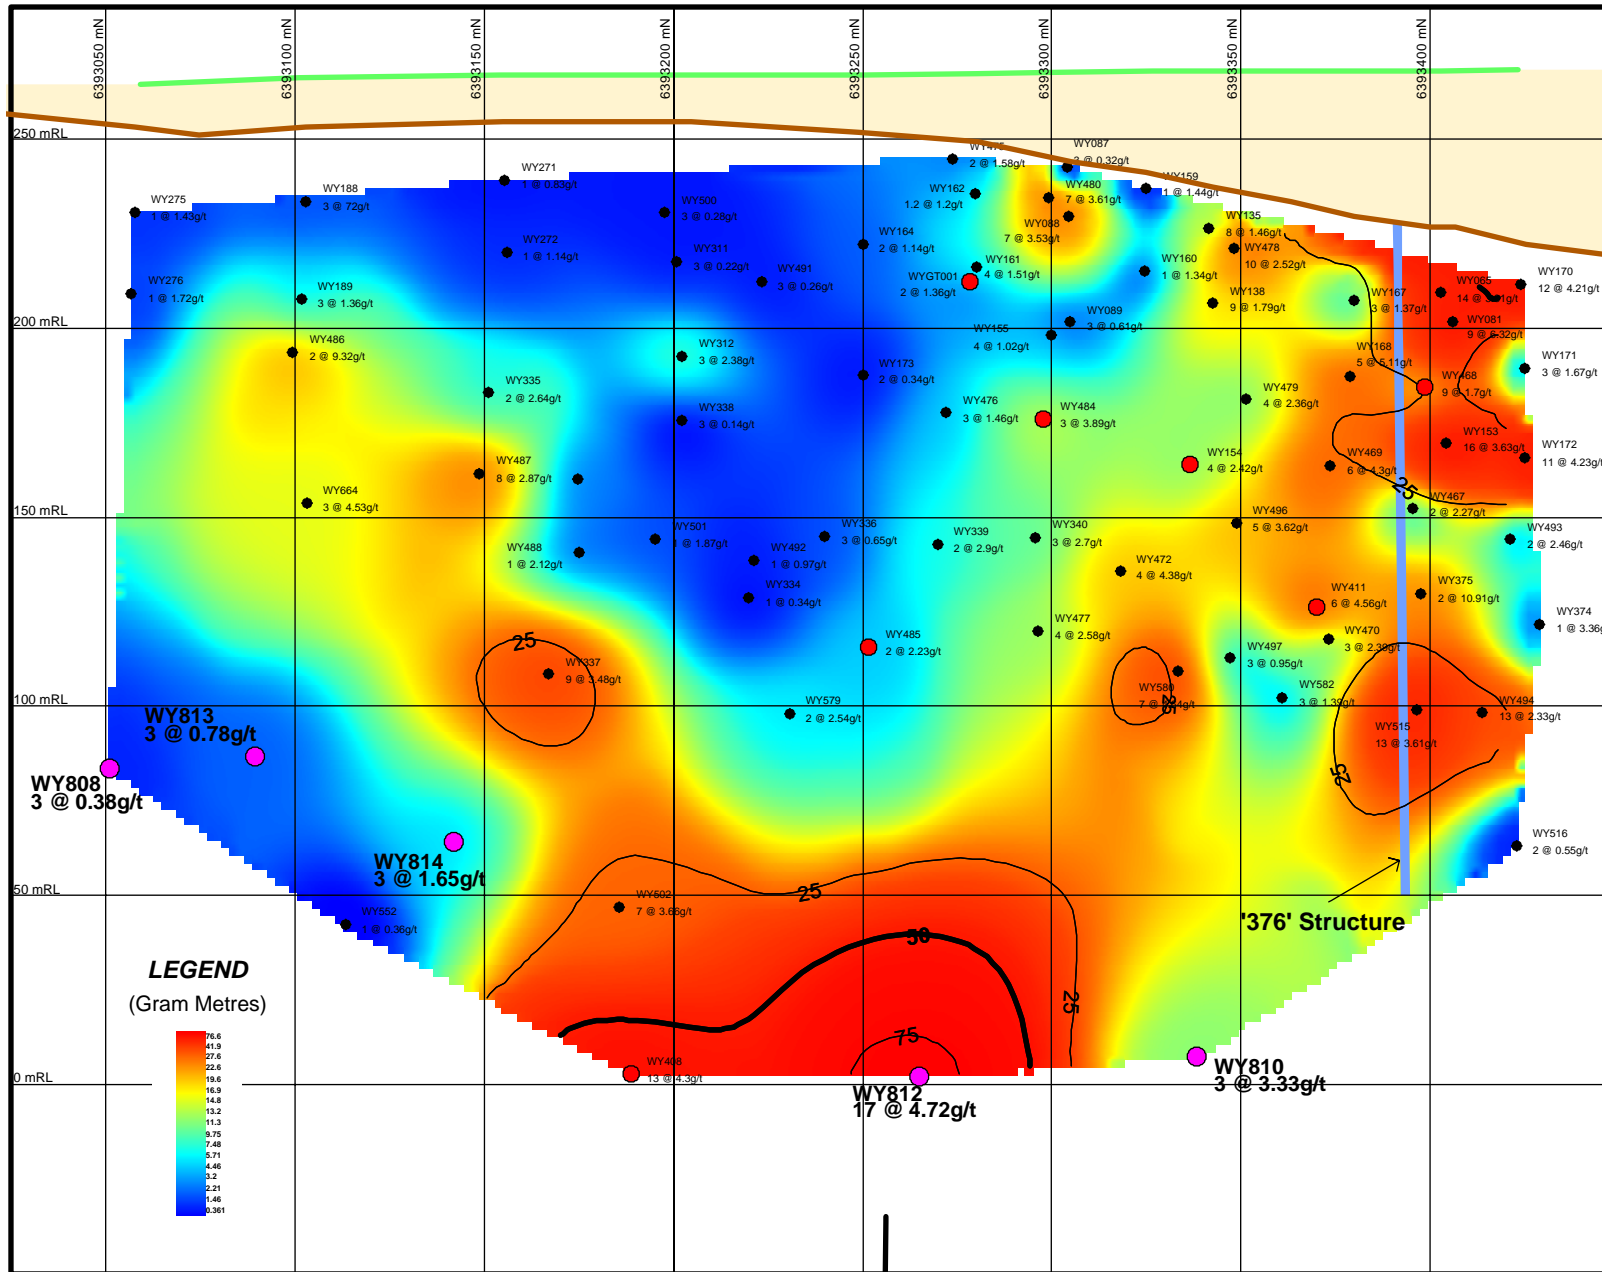 6393050 mN
6393100 mN
6393150 mN
6393200 mN
6393250 mN
6393300 mN
6393350 mN
6393400 mN
250 mRL
200 mRL
150 mRL
100 mRL
50 mRL
0 mRL
WY275
1 @ 1.43g/t
WY188
3 @ 72g/t
WY271
1 @ 0.83g/t
WY500
3 @ 0.28g/t
WY475
2 @ 1.58g/t
WY087
3 @ 0.32g/t
WY162
1.2 @ 1.2g/t
WY480
7 @ 3.61g/t
WY159
1 @ 1.44g/t
WY088
7 @ 3.53g/t
WY135
8 @ 1.46g/t
WY272
1 @ 1.14g/t
WY311
3 @ 0.22g/t
WY164
2 @ 1.14g/t
WY478
10 @ 2.52g/t
WY276
1 @ 1.72g/t
WY189
3 @ 1.36g/t
WY491
3 @ 0.26g/t
WYGT001
2 @ 1.36g/t
WY161
4 @ 1.51g/t
WY160
1 @ 1.34g/t
WY138
9 @ 1.79g/t
WY167
3 @ 1.37g/t
WY065
WY170
12 @ 4.21g/t
WY155
4 @ 1.02g/t
WY089
3 @ 0.61g/t
WY081
9 @ 6.32g/t
WY486
2 @ 9.32g/t
WY312
3 @ 2.38g/t
WY173
2 @ 0.34g/t
WY168
5 @ 5.11g/t
WY171
3 @ 1.67g/t
WY335
2 @ 2.64g/t
WY468
9 @ 1.7g/t
WY338
3 @ 0.14g/t
WY476
3 @ 1.46g/t
WY484
3 @ 3.89g/t
WY479
4 @ 2.36g/t
WY153
16 @ 3.63g/t
WY172
11 @ 4.23g/t
WY487
8 @ 2.87g/t
WY154
4 @ 2.42g/t
WY469
6 @ 4.3g/t
25
WY664
3 @ 4.53g/t
WY467
2 @ 2.27g/t
WY501
1 @ 1.87g/t
WY336
3 @ 0.65g/t
WY339
2 @ 2.9g/t
WY340
3 @ 2.7g/t
WY496
5 @ 3.62g/t
WY493
2 @ 2.46g/t
WY488
1 @ 2.12g/t
WY492
1 @ 0.97g/t
WY472
4 @ 4.38g/t
WY334
1 @ 0.34g/t
WY411
6 @ 4.56g/t
WY375
2 @ 10.91g/t
WY374
1 @ 3.36g
25
WY485
2 @ 2.23g/t
WY477
4 @ 2.58g/t
WY497
3 @ 0.95g/t
WY470
3 @ 2.39g/t
WY337
9 @ 3.48g/t
WY580
25
WY582
3 @ 1.39g/t
WY579
2 @ 2.54g/t
WY494
13 @ 2.33g/t
WY515
13 @ 3.61g/t
WY813
3 @ 0.78g/t
25
WY808
3 @ 0.38g/t
WY814
3 @ 1.65g/t
WY516
2 @ 0.55g/t
25
WY502
7 @ 3.66g/t
WY552
1 @ 0.36g/t
'376' Structure
50
25
75
LEGEND
(Gram Metres)
76.6
41.9
27.6
22.6
19.6
16.9
14.8
13.2
11.3
9.75
7.48
5.71
4.46
3.2
2.21
1.46
0.361
WY408
13 @ 4.3g/t
WY812
17 @ 4.72g/t
WY810
3 @ 3.33g/t